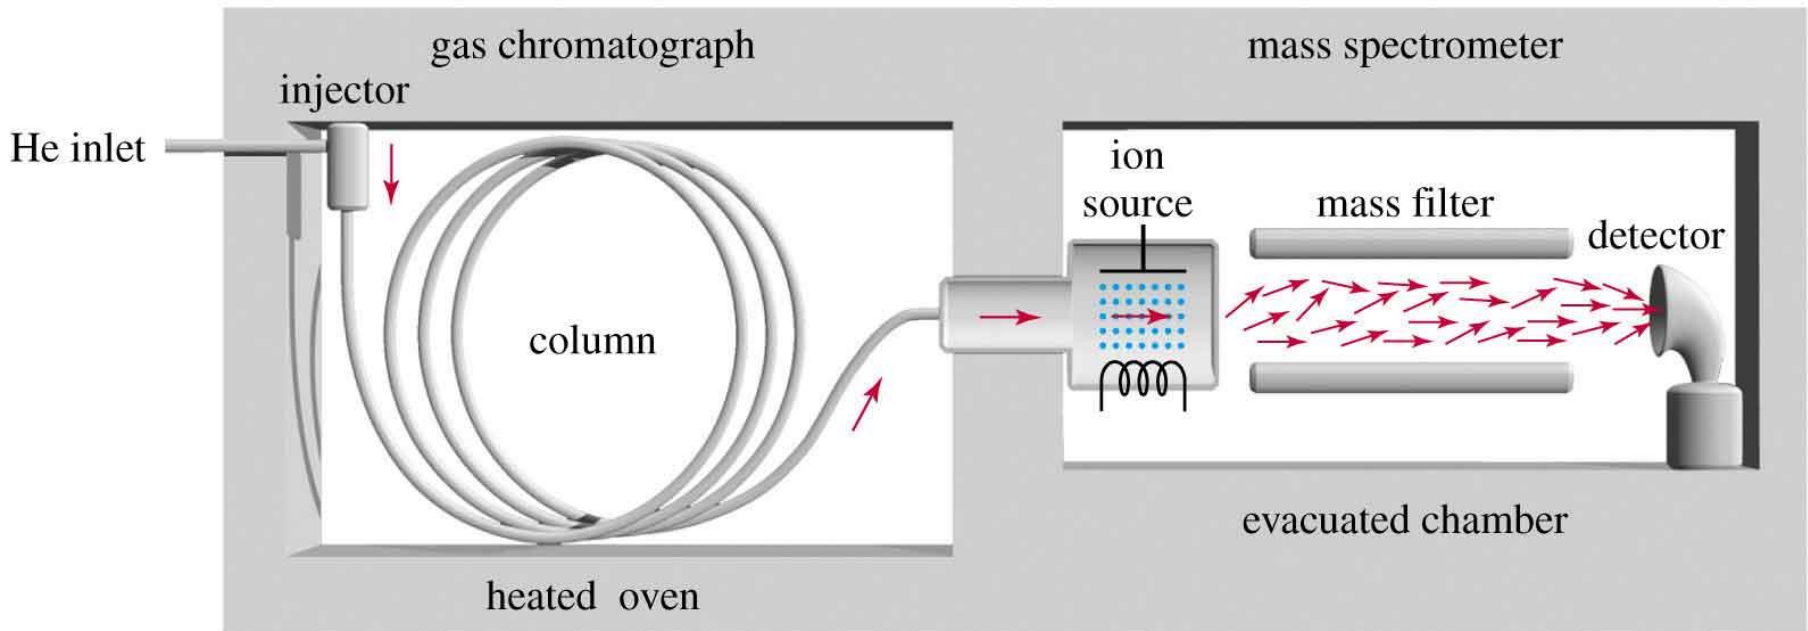 gas chromatograph
mass spectrometer
injector
He inlet
ion
source
mass filter
detector
column
evacuated chamber
heated oven